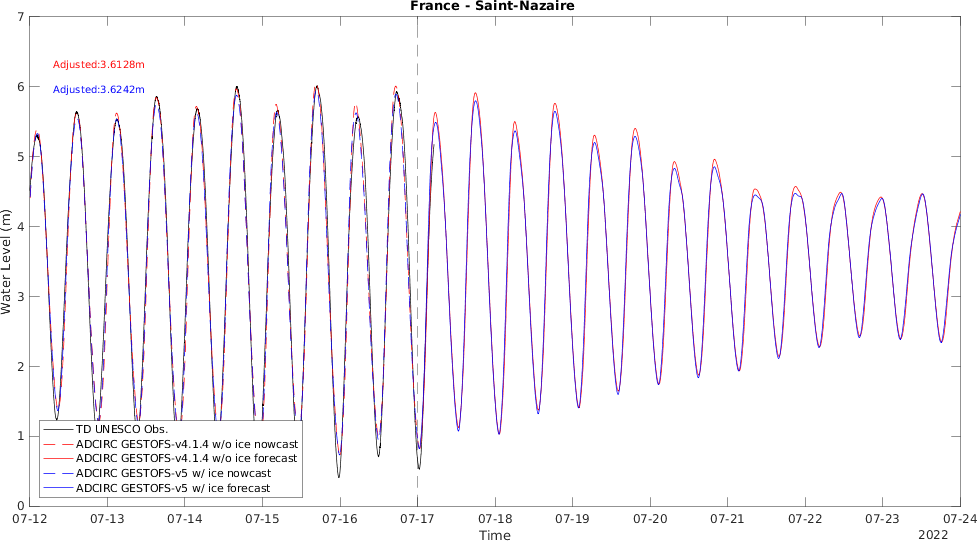 France - Saint-Nazaire
Water Level (m)
7
6
5
4
3
2
1
0
Adjusted:3.6128m
Adjusted:3.6242m
TD UNESCO Obs.
ADCIRC GESTOFS-v4.1.4 w/o ice nowcast
ADCIRC GESTOFS-v4.1.4 w/o ice forecast
ADCIRC GESTOFS-v5 w/ ice nowcast
ADCIRC GESTOFS-v5 w/ ice forecast
07-12 07-13 07-14 07-15 07-16 07-17 07-18 07-19 07-20 07-21 07-22 07-23 07-24
Time
2022